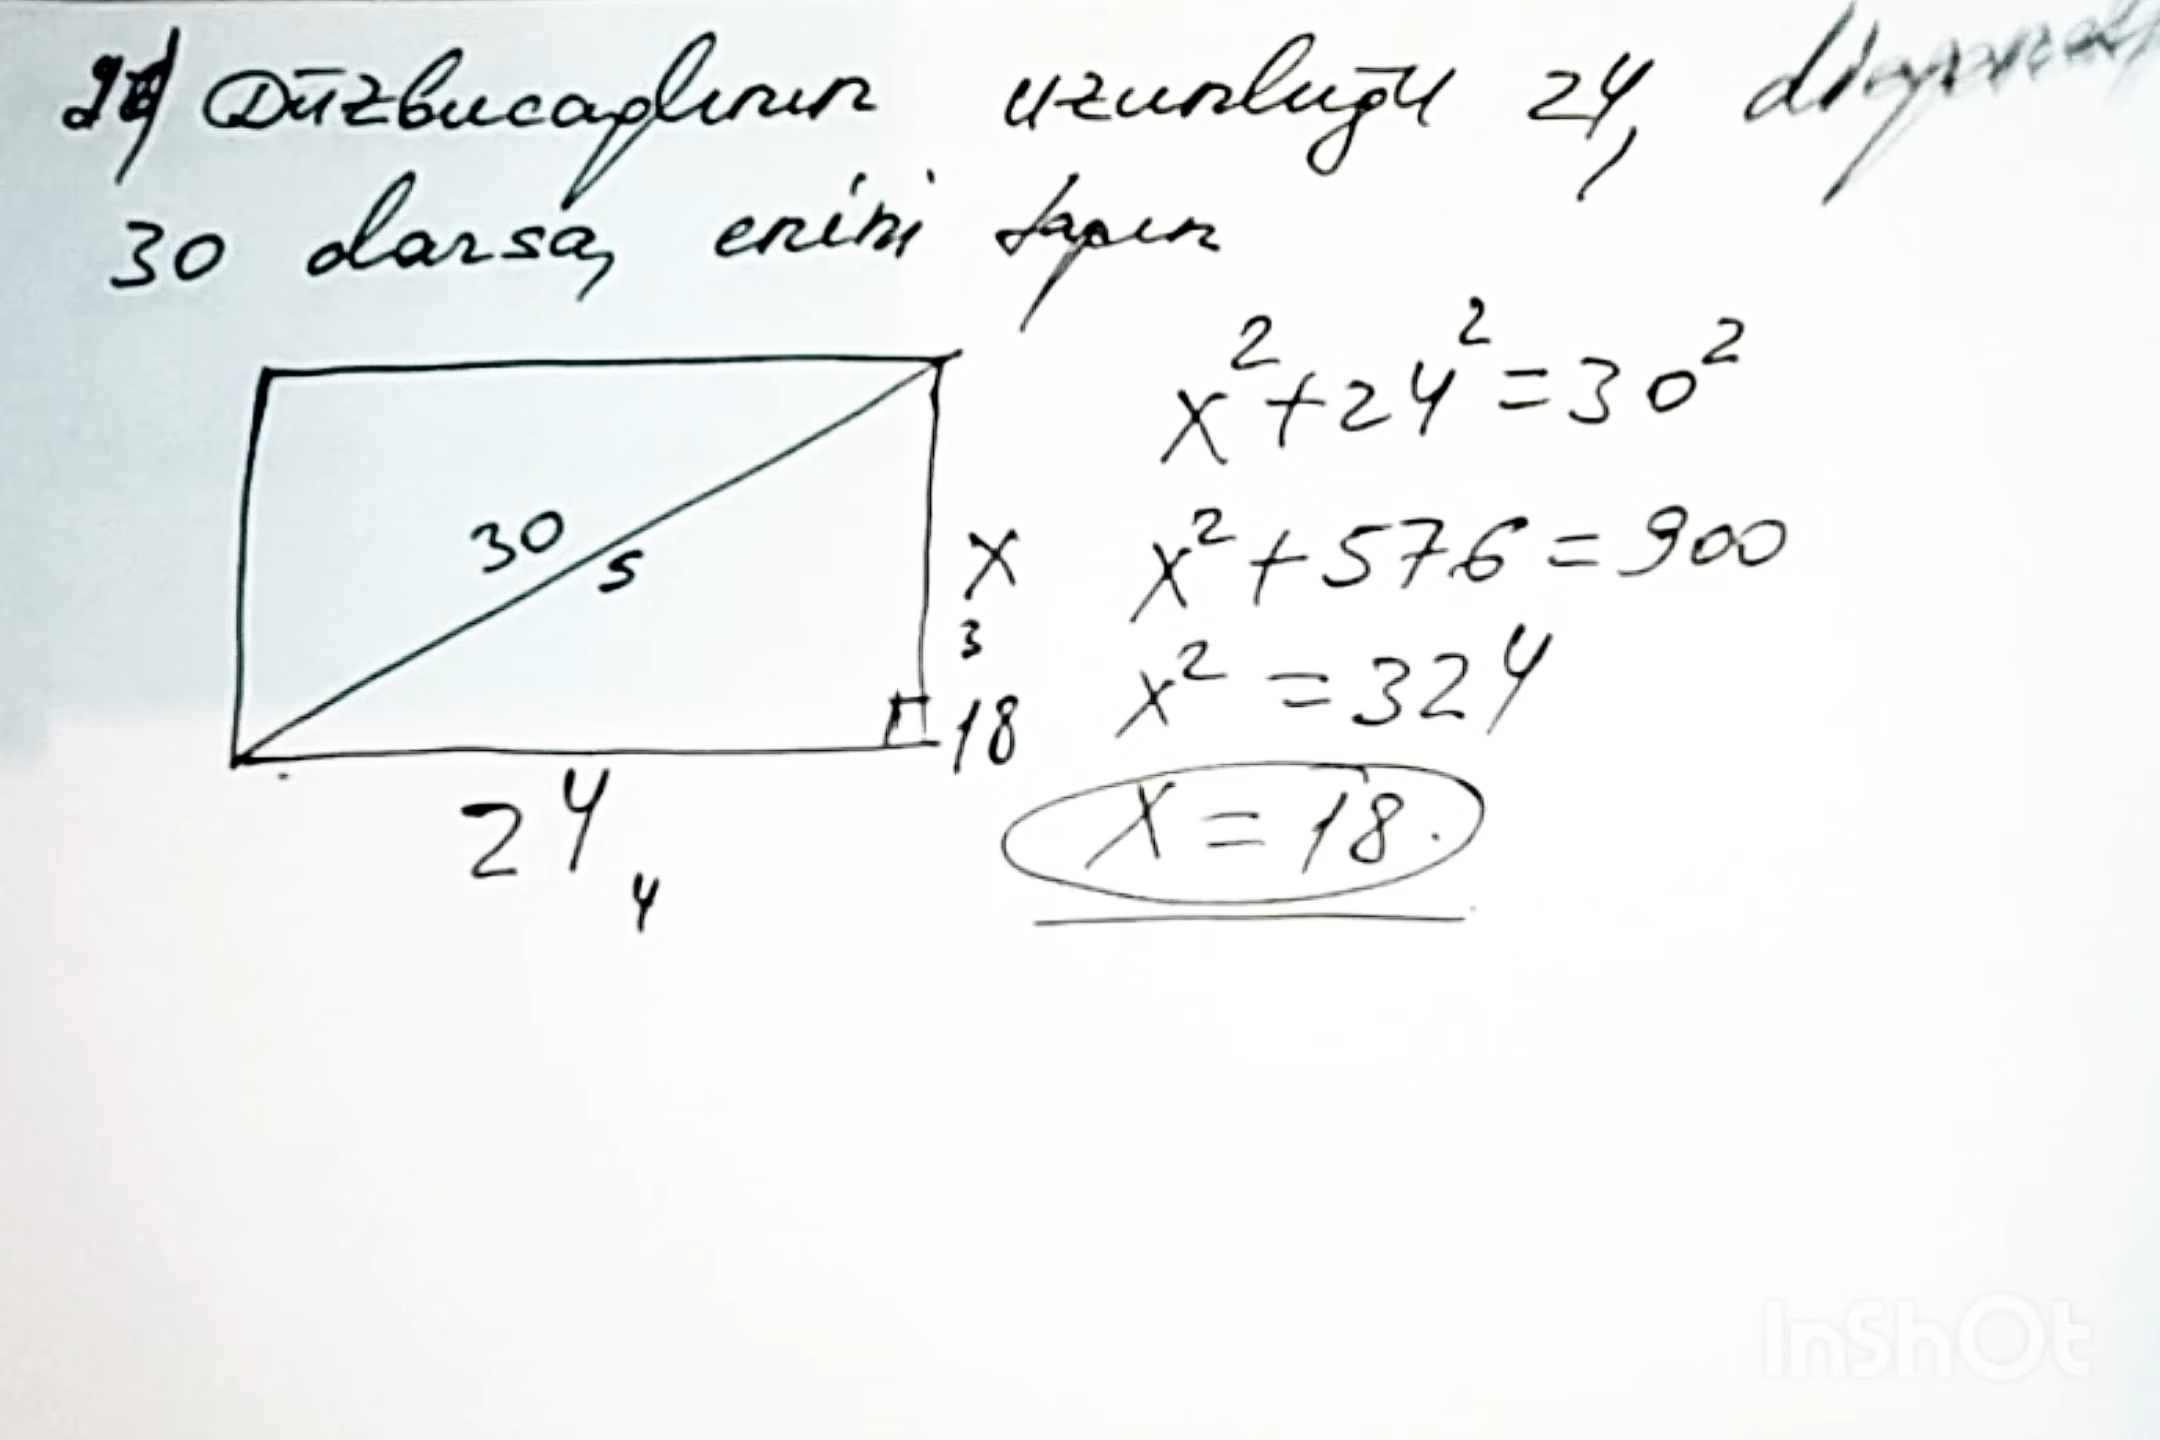 Düzbucaqlının uzunluğu 24, diaqonalı
30 olarsa, enini tapın
x² + 24² = 30²
30
5
x
x² + 576 = 900
3
x² = 324
18
24
4
x = 18.
InShOt